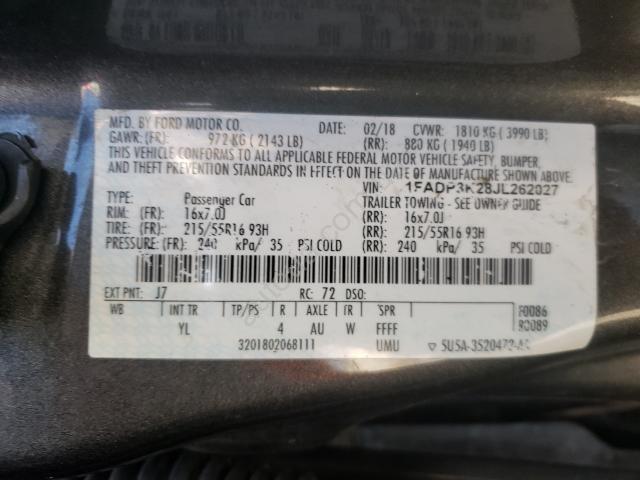 MFD. BY FORD MOTOR CO. DATE: 02/18 GVWR: 1810 KG ( 3990 LB)
GAWR: (FR): 972 KG ( 2143 LB) (RR): 880 KG ( 1940 LB)
THIS VEHICLE CONFORMS TO ALL APPLICABLE FEDERAL MOTOR VEHICLE SAFETY, BUMPER,
AND THEFT PREVENTION STANDARDS IN EFFECT ON THE DATE OF MANUFACTURE SHOWN ABOVE.
VIN: 1FADP3K28JL262027
TYPE: Passenger Car TRAILER TOWING - SEE OWNER GUIDE
RIM: (FR): 16x7.0J (RR): 16x7.0J
TIRE: (FR): 215/55R16 93H (RR): 215/55R16 93H
PRESSURE: (FR): 240 kPa/ 35 PSI COLD (RR): 240 kPa/ 35 PSI COLD
EXT PNT: J7 RC: 72 DSO:
WB INT TR TP/PS R AXLE TR SPR F0086
YL 4 AU W FFFF R0089
3201802068111 UMU ▽ 5U5A-3520472-AA